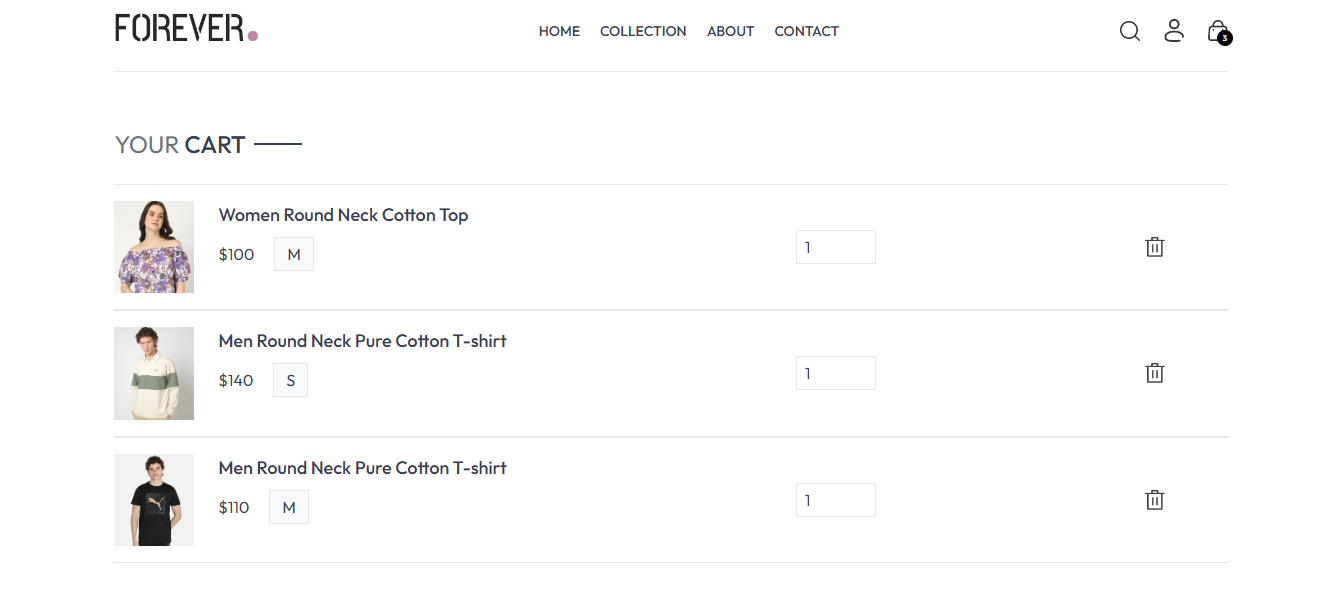 FOREVER.
HOME COLLECTION ABOUT CONTACT
3
YOUR CART
Women Round Neck Cotton Top
$100 M
1
Men Round Neck Pure Cotton T-shirt
$140 S
1
Men Round Neck Pure Cotton T-shirt
$110 M
1